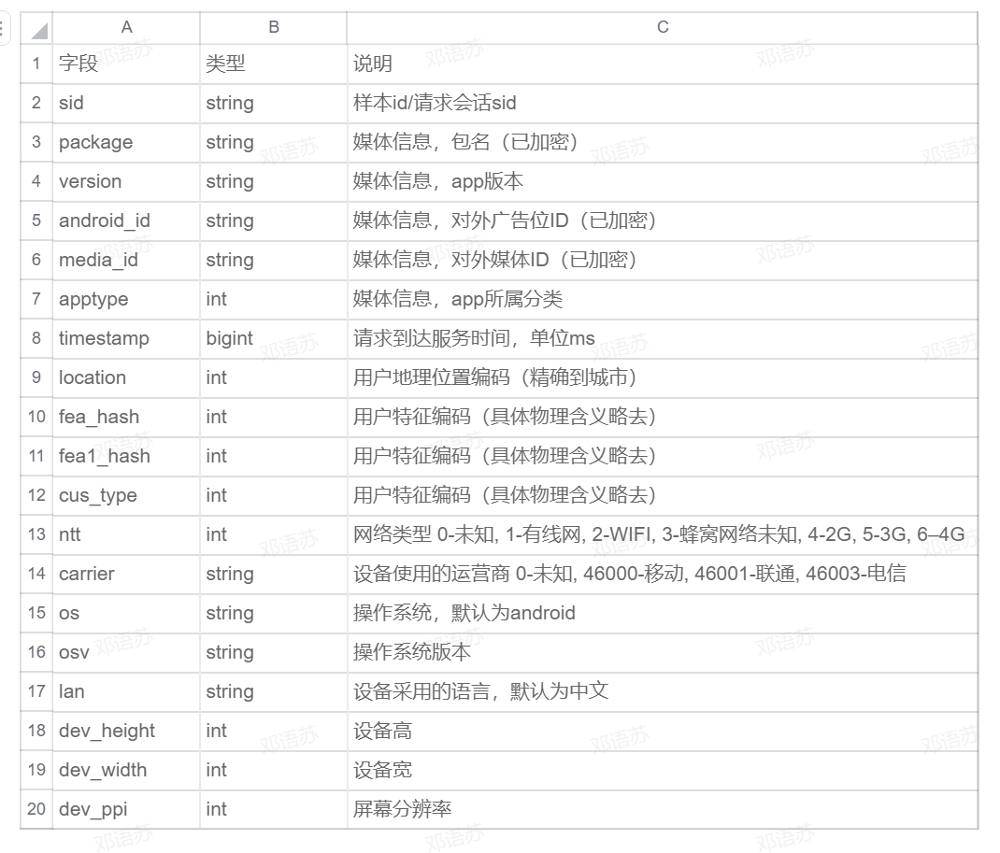 A B C
1 字段 类型 说明
2 sid string 样本id/请求会话sid
3 package string 媒体信息，包名（已加密）
4 version string 媒体信息，app版本
5 android_id string 媒体信息，对外广告位ID（已加密）
6 media_id string 媒体信息，对外媒体ID（已加密）
7 apptype int 媒体信息，app所属分类
8 timestamp bigint 请求到达服务时间，单位ms
9 location int 用户地理位置编码（精确到城市）
10 fea_hash int 用户特征编码（具体物理含义略去）
11 fea1_hash int 用户特征编码（具体物理含义略去）
12 cus_type int 用户特征编码（具体物理含义略去）
13 ntt int 网络类型 0-未知, 1-有线网, 2-WIFI, 3-蜂窝网络未知, 4-2G, 5-3G, 6–4G
14 carrier string 设备使用的运营商 0-未知, 46000-移动, 46001-联通, 46003-电信
15 os string 操作系统，默认为android
16 osv string 操作系统版本
17 lan string 设备采用的语言，默认为中文
18 dev_height int 设备高
19 dev_width int 设备宽
20 dev_ppi int 屏幕分辨率
邓语苏